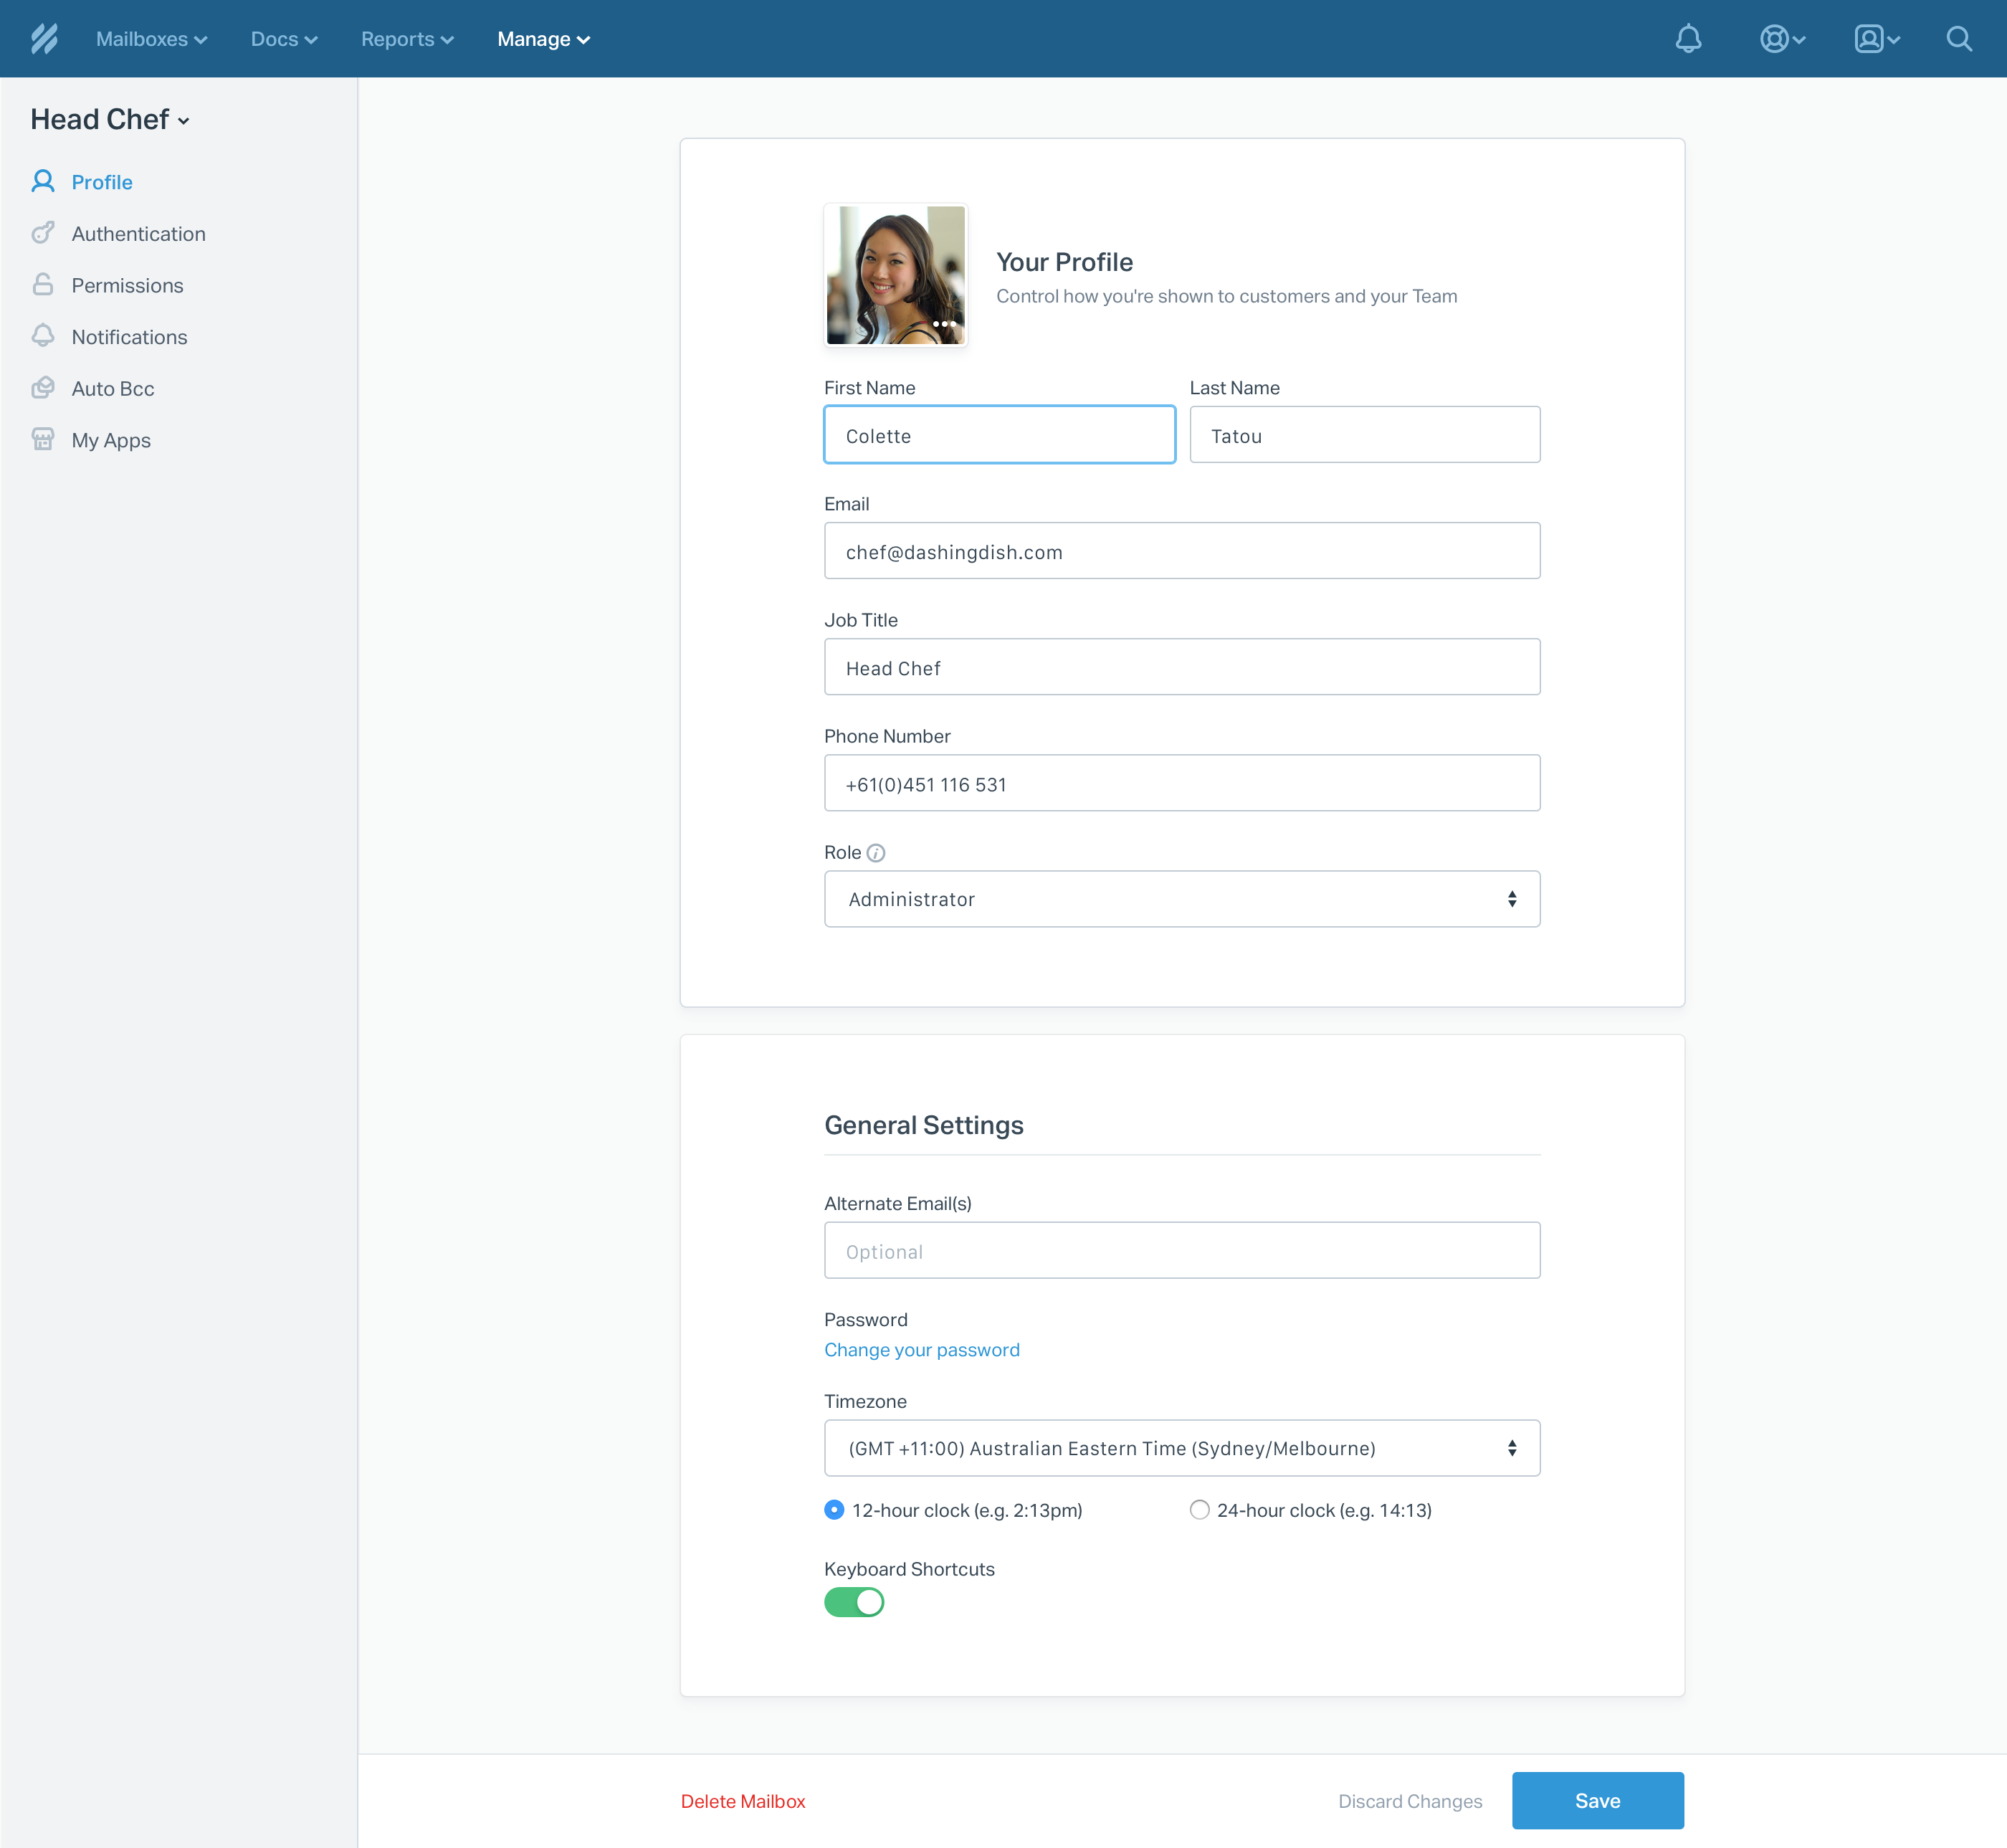 Mailboxes Docs Reports Manage
Head Chef
Profile
Authentication
Permissions
Notifications
Auto Bcc
My Apps
Your Profile
Control how you're shown to customers and your Team
First Name Last Name
Colette Tatou
Email
chef@dashingdish.com
Job Title
Head Chef
Phone Number
+61(0)451 116 531
Role
Administrator
General Settings
Alternate Email(s)
Optional
Password
Change your password
Timezone
(GMT +11:00) Australian Eastern Time (Sydney/Melbourne)
12-hour clock (e.g. 2:13pm) 24-hour clock (e.g. 14:13)
Keyboard Shortcuts
Delete Mailbox Discard Changes Save